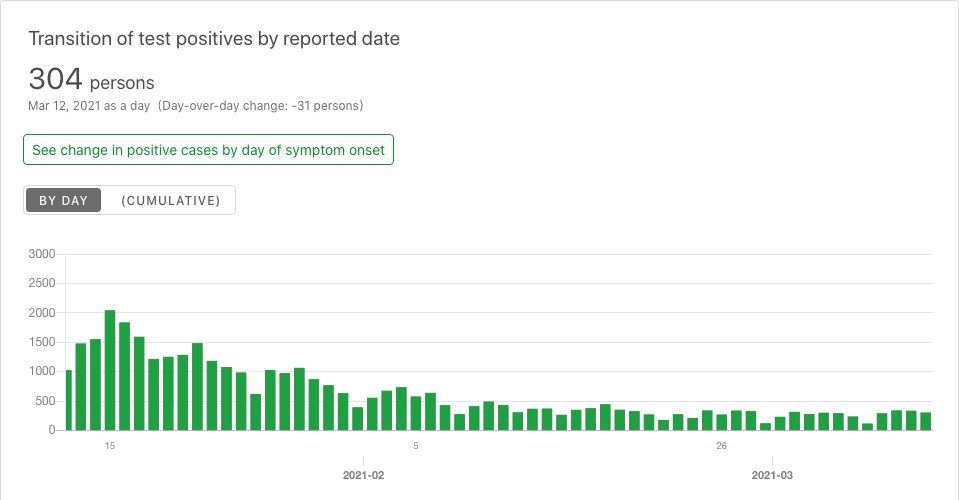 Transition of test positives by reported date
304 persons
Mar 12, 2021 as a day (Day-over-day change: -31 persons)
See change in positive cases by day of symptom onset
BY DAY (CUMULATIVE)
3000
2500
2000
1500
1000
500
0
15 5 26
2021-02 2021-03